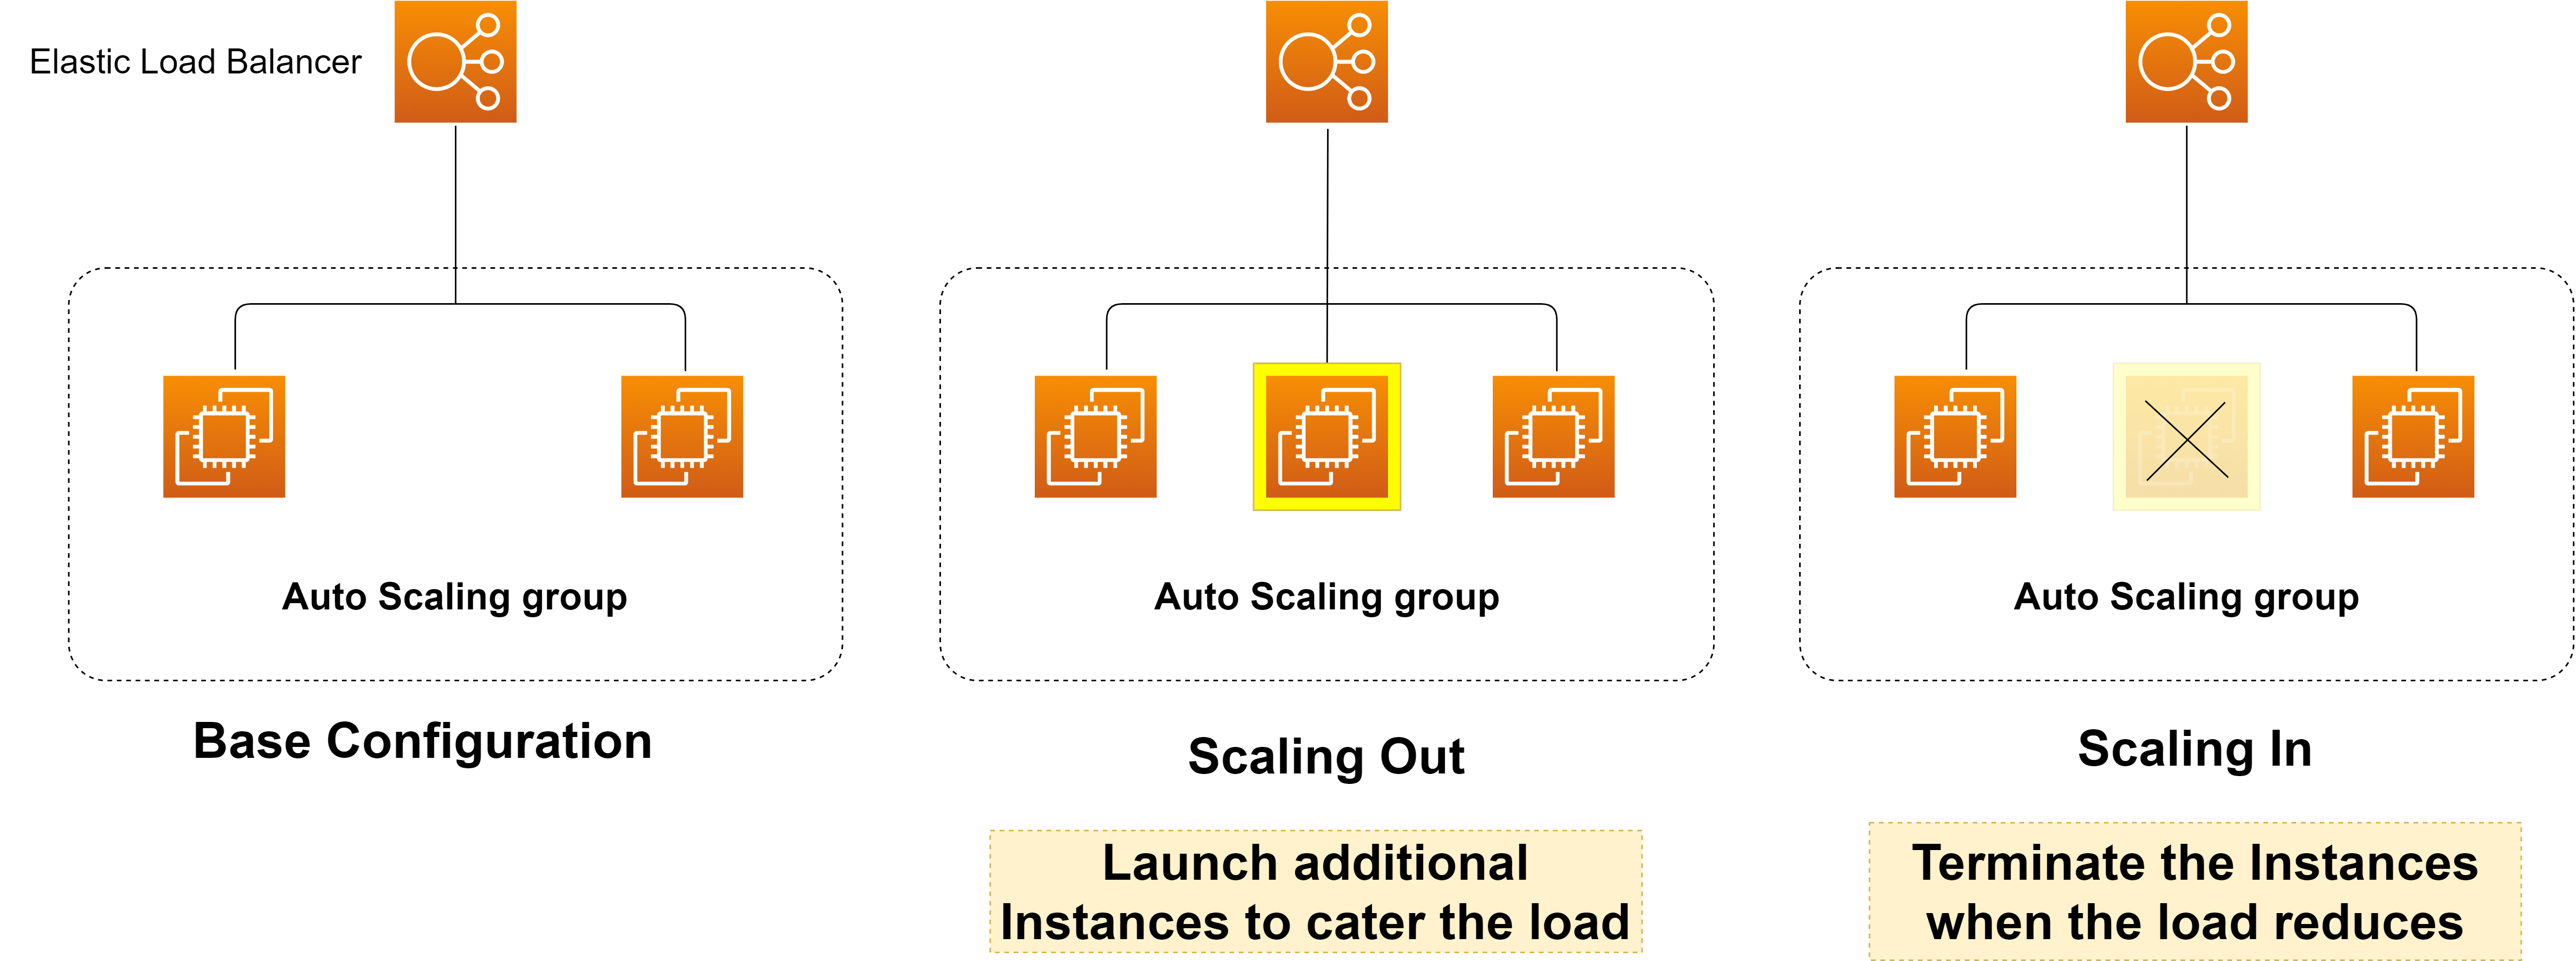 Elastic Load Balancer
Auto Scaling group
Auto Scaling group
Auto Scaling group
Base Configuration
Scaling Out
Scaling In
Launch additional
Instances to cater the load
Terminate the Instances
when the load reduces